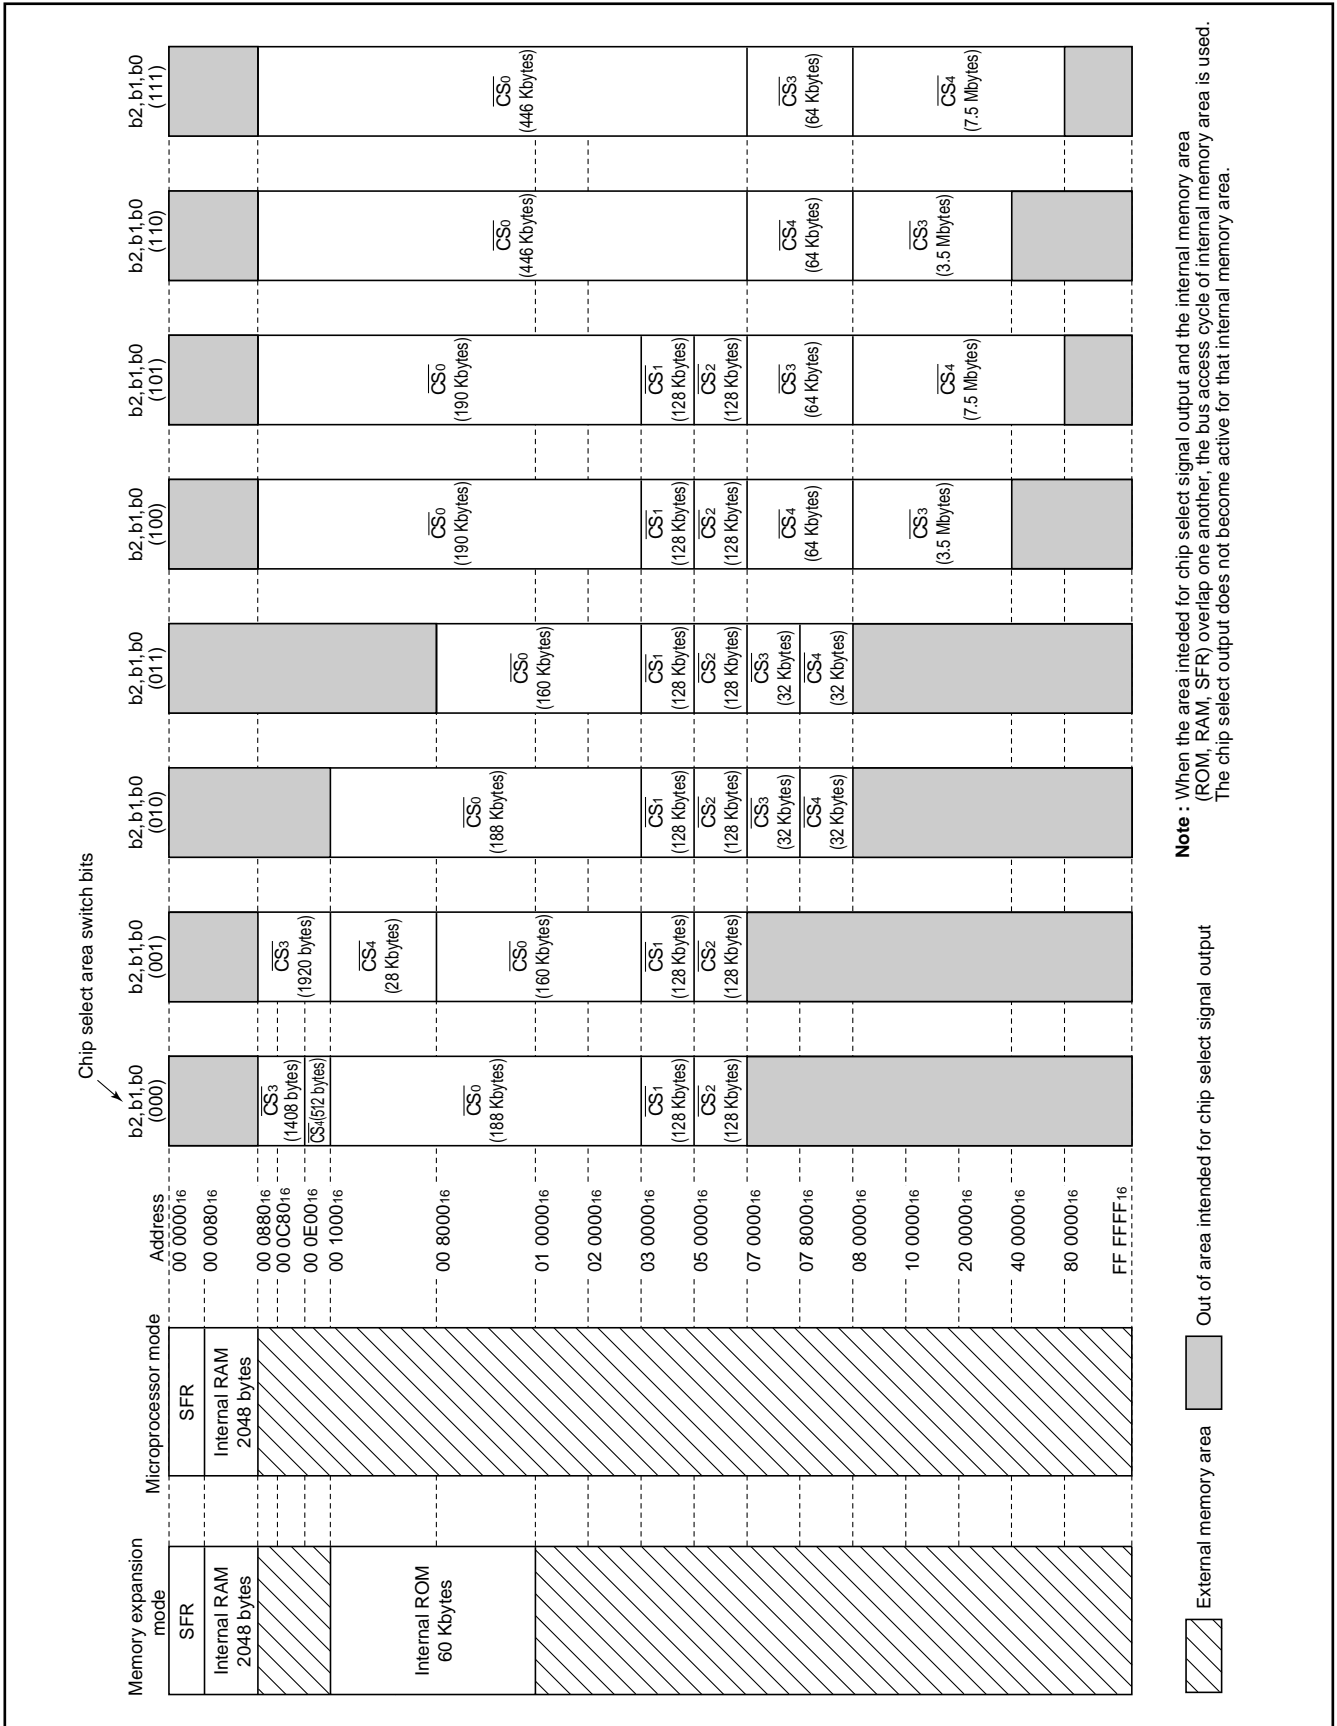 Memory expansion
mode
SFR
Internal RAM
2048 bytes
Internal ROM
60 Kbytes
Microprocessor mode
SFR
Internal RAM
2048 bytes
Address
00 0000₁₆
00 0080₁₆
00 0880₁₆
00 0C80₁₆
00 0E00₁₆
00 1000₁₆
00 8000₁₆
01 0000₁₆
02 0000₁₆
03 0000₁₆
05 0000₁₆
07 0000₁₆
07 8000₁₆
08 0000₁₆
10 0000₁₆
20 0000₁₆
40 0000₁₆
80 0000₁₆
FF FFFF₁₆
Chip select area switch bits
b2,b1,b0
(000)
CS₃
(1408 bytes)
CS₄(512 bytes)
CS₀
(188 Kbytes)
CS₁
(128 Kbytes)
CS₂
(128 Kbytes)
b2,b1,b0
(001)
CS₃
(1920 bytes)
CS₄
(28 Kbytes)
CS₀
(160 Kbytes)
CS₁
(128 Kbytes)
CS₂
(128 Kbytes)
b2,b1,b0
(010)
CS₀
(188 Kbytes)
CS₁
(128 Kbytes)
CS₂
(128 Kbytes)
CS₃
(32 Kbytes)
CS₄
(32 Kbytes)
b2,b1,b0
(011)
CS₀
(160 Kbytes)
CS₁
(128 Kbytes)
CS₂
(128 Kbytes)
CS₃
(32 Kbytes)
CS₄
(32 Kbytes)
b2,b1,b0
(100)
CS₀
(190 Kbytes)
CS₁
(128 Kbytes)
CS₂
(128 Kbytes)
CS₄
(64 Kbytes)
CS₃
(3.5 Mbytes)
b2,b1,b0
(101)
CS₀
(190 Kbytes)
CS₁
(128 Kbytes)
CS₂
(128 Kbytes)
CS₃
(64 Kbytes)
CS₄
(7.5 Mbytes)
b2,b1,b0
(110)
CS₀
(446 Kbytes)
CS₄
(64 Kbytes)
CS₃
(3.5 Mbytes)
b2,b1,b0
(111)
CS₀
(446 Kbytes)
CS₃
(64 Kbytes)
CS₄
(7.5 Mbytes)
External memory area
Out of area intended for chip select signal output
Note : When the area inteded for chip select signal output and the internal memory area
(ROM, RAM, SFR) overlap one another, the bus access cycle of internal memory area is used.
The chip select output does not become active for that internal memory area.